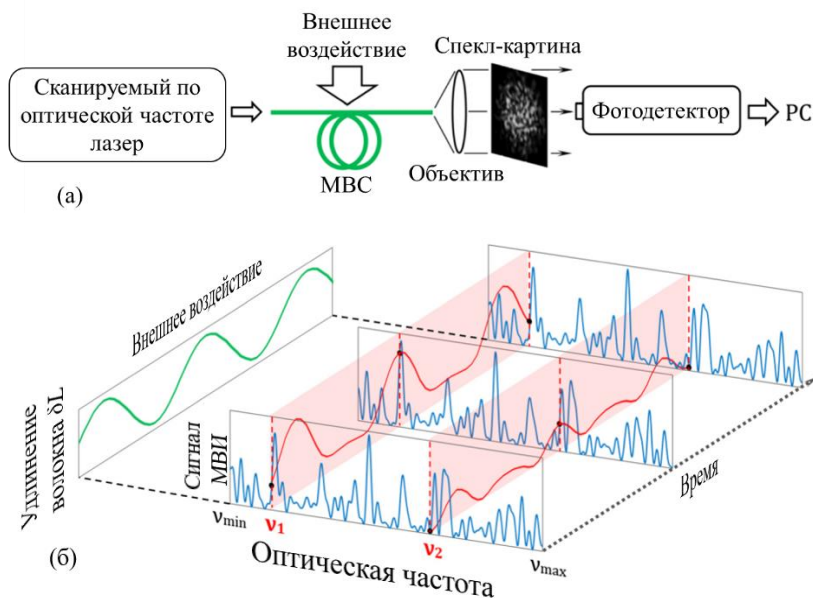 Внешнее
воздействие
Спекл-картина
Сканируемый по
оптической частоте
лазер
Фотодетектор
PC
МВС
Объектив
(а)
Внешнее воздействие
Удлинение
волокна δL
Сигнал
МВИ
νmin
ν1
ν2
νmax
Время
Оптическая частота
(б)